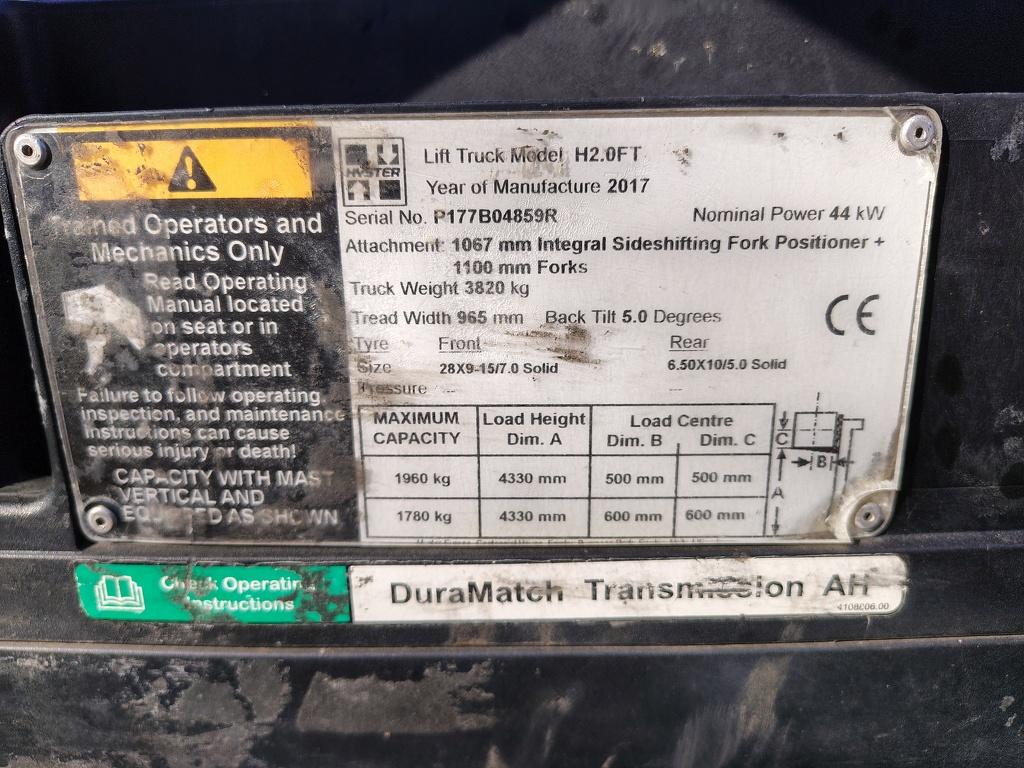 Trained Operators and
Mechanics Only
Read Operating
Manual located
on seat or in
operators
compartment
Failure to follow operating,
inspection, and maintenance
instructions can cause
serious injury or death!
CAPACITY WITH MAST
VERTICAL AND
EQUIPPED AS SHOWN
HYSTER
Lift Truck Model H2.0FT
Year of Manufacture 2017
Serial No. P177B04859R Nominal Power 44 kW
Attachment: 1067 mm Integral Sideshifting Fork Positioner +
1100 mm Forks
Truck Weight 3820 kg
Tread Width 965 mm Back Tilt 5.0 Degrees
CE
Tyre Front Rear
Size 28X9-15/7.0 Solid 6.50X10/5.0 Solid
Pressure --- ---
MAXIMUM CAPACITY Load Height Dim. A Load Centre Dim. B Dim. C
1960 kg 4330 mm 500 mm 500 mm
1780 kg 4330 mm 600 mm 600 mm
C
B
A
Check Operating
Instructions
DuraMatch Transmission AH
4108606.00